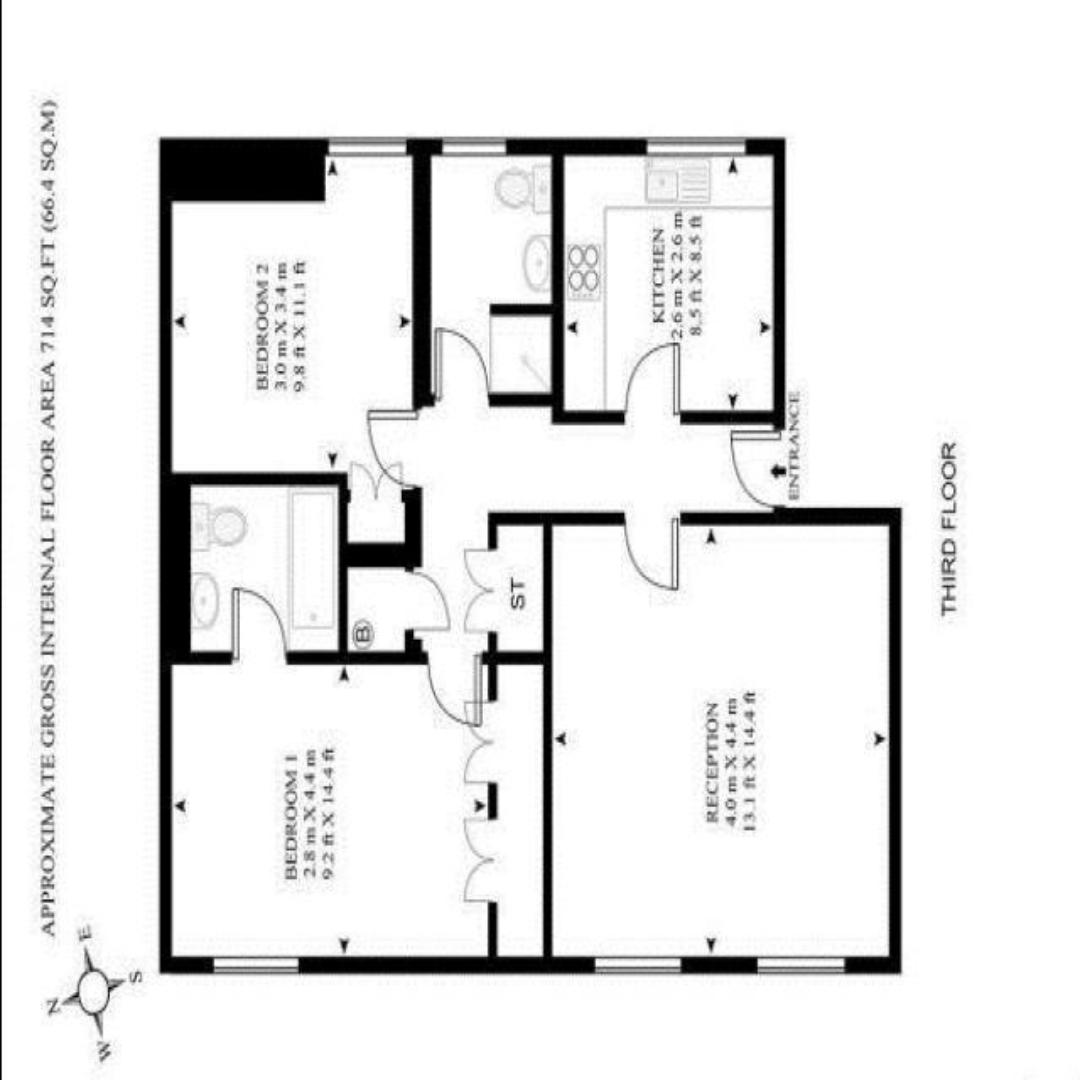 APPROXIMATE GROSS INTERNAL FLOOR AREA 714 SQ.FT (66.4 SQ.M)
BEDROOM 2
3.0 m X 3.4 m
9.8 ft X 11.1 ft
KITCHEN
2.6 m X 2.6 m
8.5 ft X 8.5 ft
ENTRANCE
B
ST
BEDROOM 1
2.8 m X 4.4 m
9.2 ft X 14.4 ft
RECEPTION
4.0 m X 4.4 m
13.1 ft X 14.4 ft
THIRD FLOOR
N
E
S
W